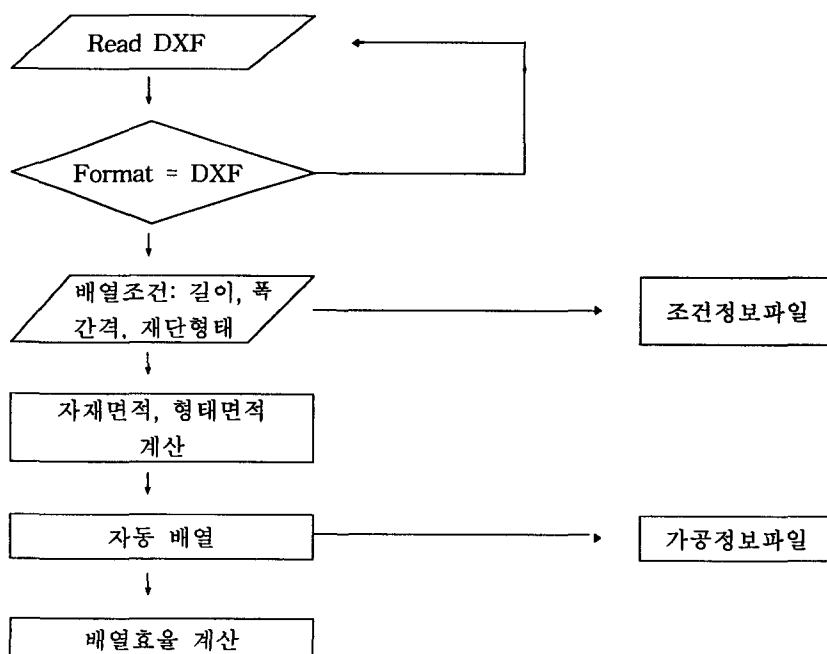 Read DXF
Format = DXF
배열조건: 길이, 폭
간격, 재단형태
조건정보파일
자재면적, 형태면적
계산
자동 배열
가공정보파일
배열효율 계산